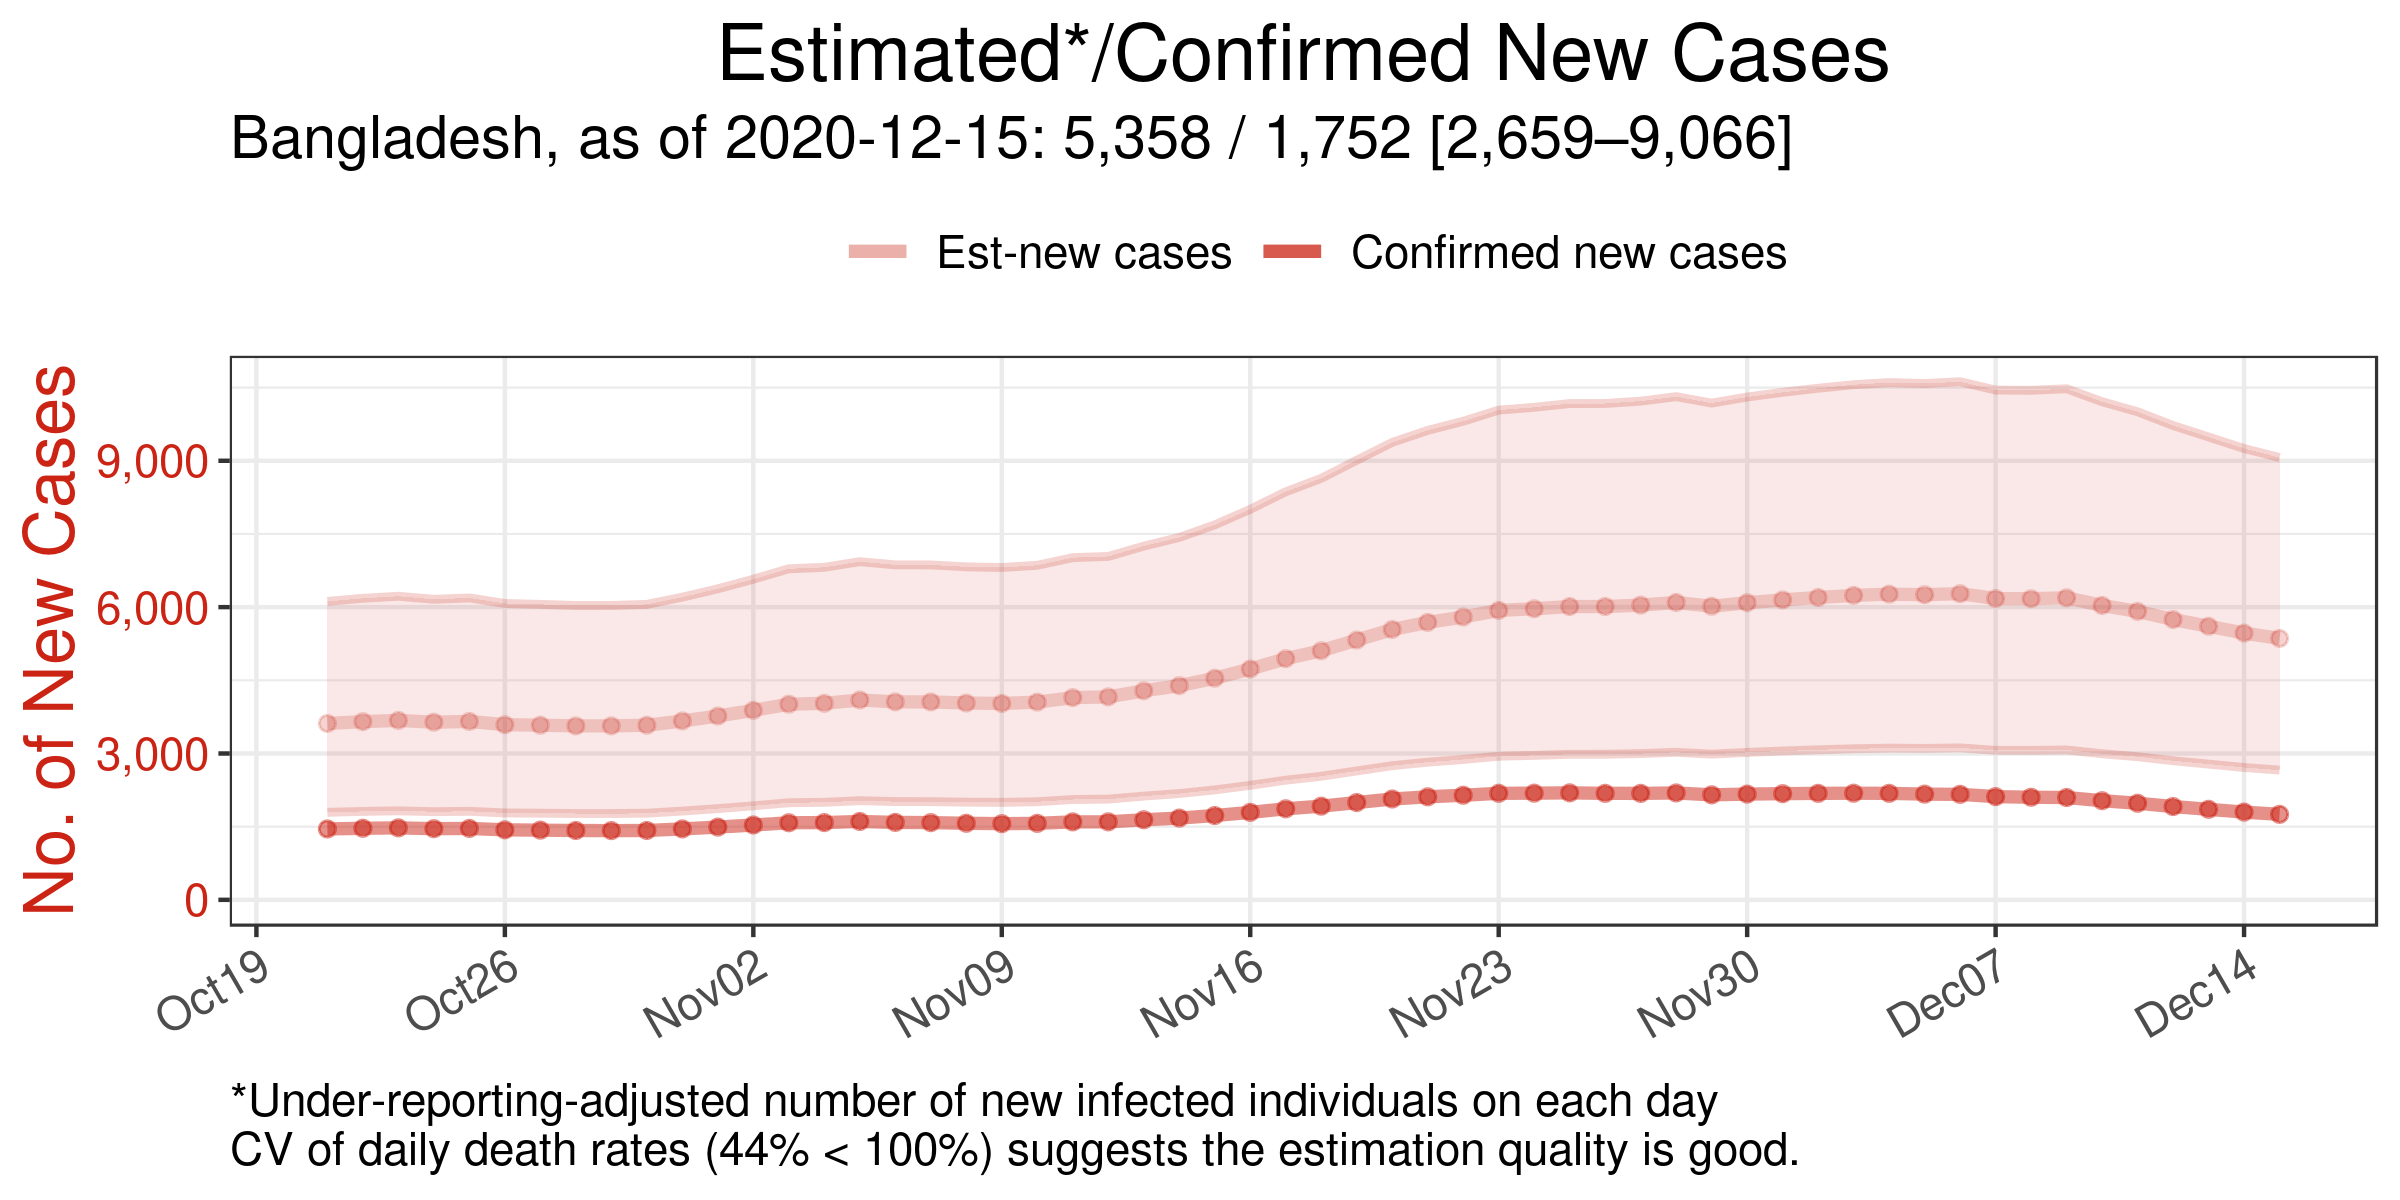 Estimated*/Confirmed New Cases
Bangladesh, as of 2020-12-15: 5,358 / 1,752 [2,659–9,066]
Est-new cases Confirmed new cases
No. of New Cases
9,000
6,000
3,000
0
Oct19 Oct26 Nov02 Nov09 Nov16 Nov23 Nov30 Dec07 Dec14
*Under-reporting-adjusted number of new infected individuals on each day
CV of daily death rates (44% < 100%) suggests the estimation quality is good.